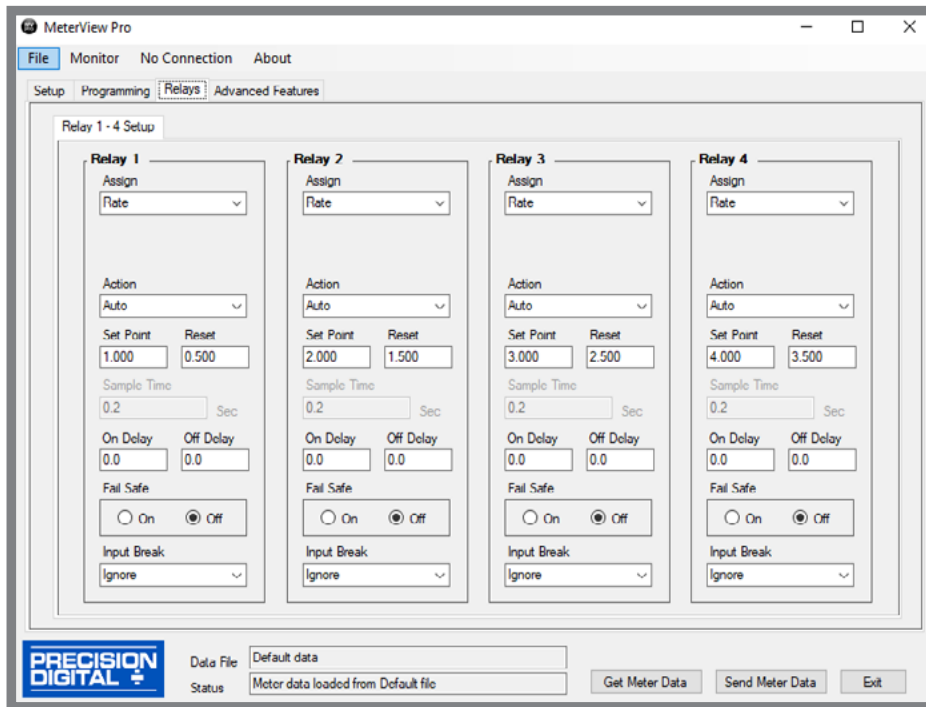 MeterView Pro
File Monitor No Connection About
Setup Programming Relays Advanced Features
Relay 1 - 4 Setup
Relay 1 Relay 2 Relay 3 Relay 4
Assign Assign Assign Assign
Rate Rate Rate Rate
Action Action Action Action
Auto Auto Auto Auto
Set Point Reset Set Point Reset Set Point Reset Set Point Reset
1.000 0.500 2.000 1.500 3.000 2.500 4.000 3.500
Sample Time Sample Time Sample Time Sample Time
0.2 Sec 0.2 Sec 0.2 Sec 0.2 Sec
On Delay Off Delay On Delay Off Delay On Delay Off Delay On Delay Off Delay
0.0 0.0 0.0 0.0 0.0 0.0 0.0 0.0
Fail Safe Fail Safe Fail Safe Fail Safe
On Off On Off On Off On Off
Input Break Input Break Input Break Input Break
Ignore Ignore Ignore Ignore
PRECISION
DIGITAL
Data File Default data
Status Meter data loaded from Default file
Get Meter Data Send Meter Data Exit